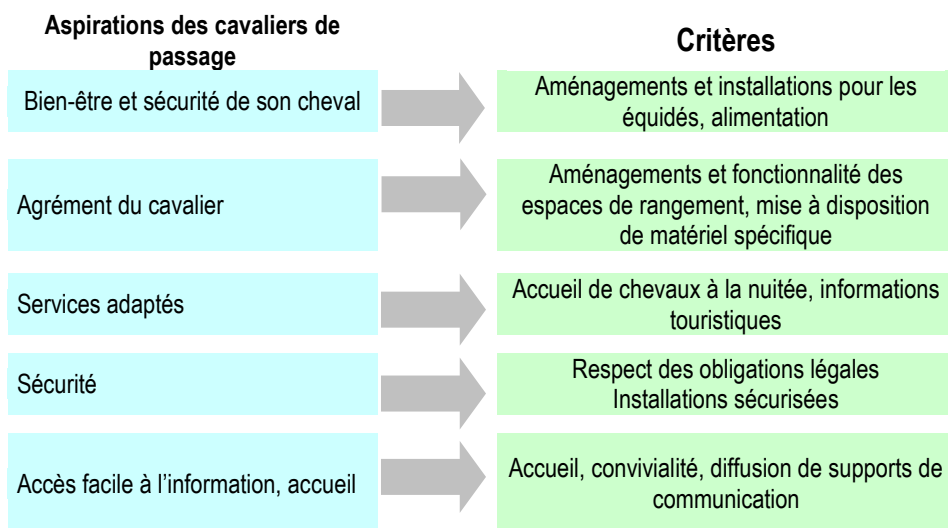 Aspirations des cavaliers de
passage
Critères
Bien-être et sécurité de son cheval
Aménagements et installations pour les
équidés, alimentation
Agrément du cavalier
Aménagements et fonctionnalité des
espaces de rangement, mise à disposition
de matériel spécifique
Services adaptés
Accueil de chevaux à la nuitée, informations
touristiques
Sécurité
Respect des obligations légales
Installations sécurisées
Accès facile à l'information, accueil
Accueil, convivialité, diffusion de supports de
communication